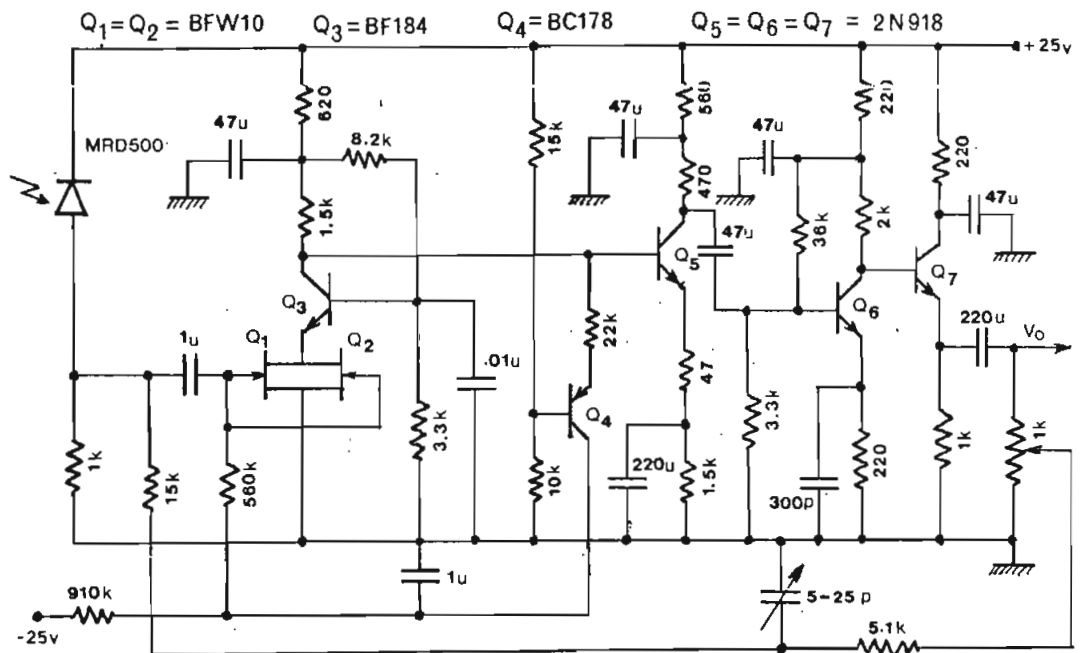 Q1 = Q2 = BFW10 Q3 = BF184 Q4 = BC178 Q5 = Q6 = Q7 = 2N918
+25v
620
47u
8.2k
MRD500
1.5k
15k
47u
560
470
47u
47u
36k
220
2k
220
47u
Q3
Q5
Q6
Q7
1u
Q1
Q2
.01u
22k
47
220u
Vo
Q4
3.3k
3.3k
1k
15k
560k
10k
220u
1.5k
300p
220
1k
1k
1u
910k
-25v
5-25p
5.1k